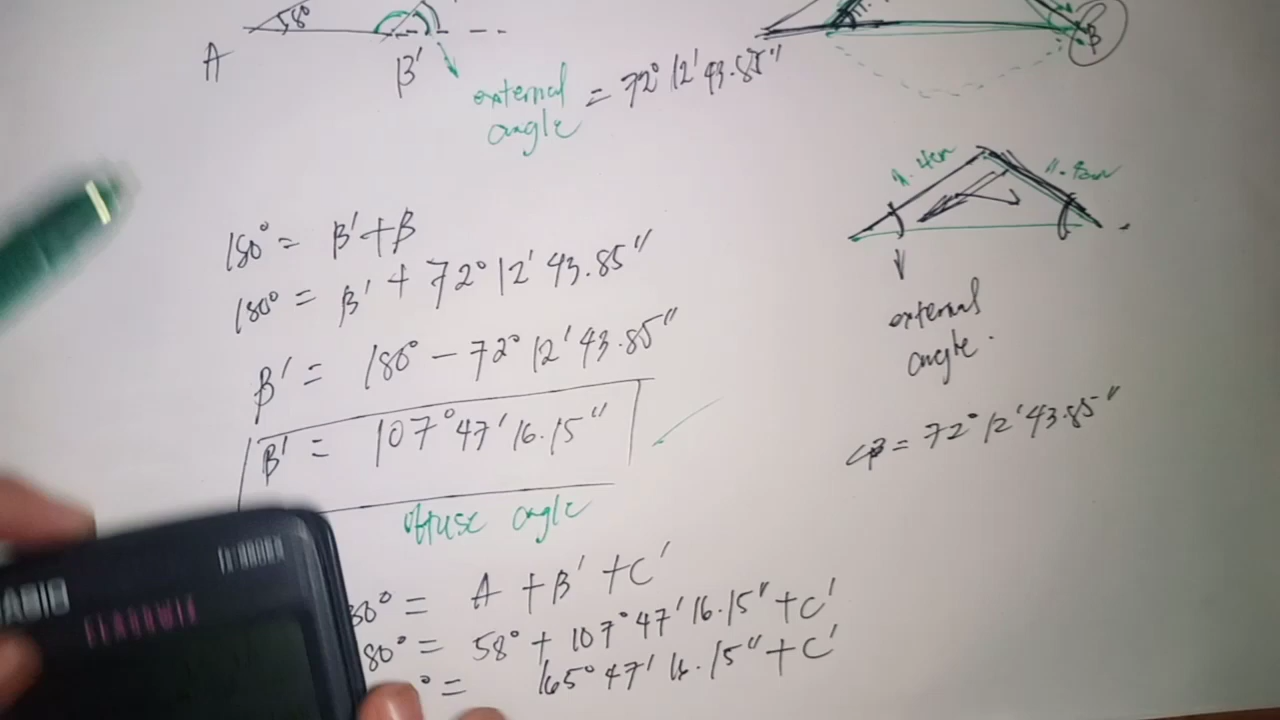 58°
A
B'
external
angle
= 72° 12' 43.85"
B
180° = B' + B
180° = B' + 72° 12' 43.85"
B' = 180° - 72° 12' 43.85"
B' = 107° 47' 16.15"
obtuse angle
80° = A + B' + C'
80° = 58° + 107° 47' 16.15" + C'
° = 165° 47' 16.15" + C'
external
angle.
= 72° 12' 43.85"